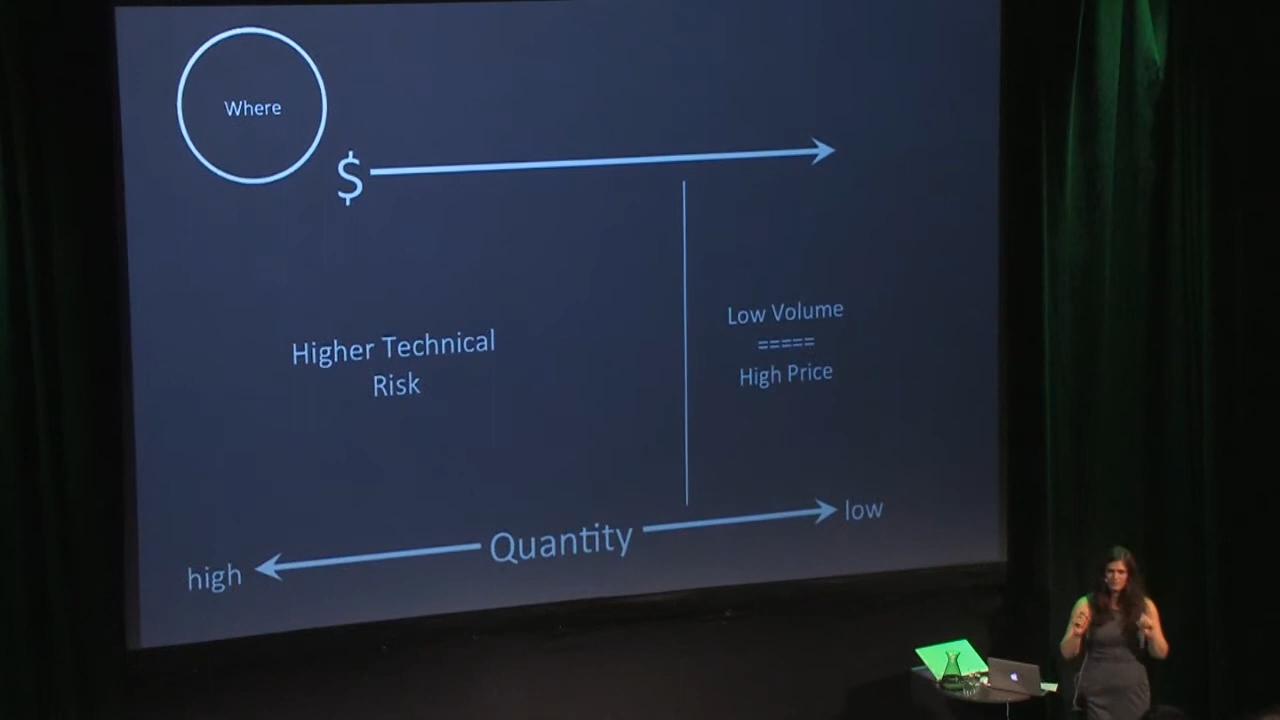 Where
$
Higher Technical
Risk
Low Volume
=====
High Price
high
Quantity
low